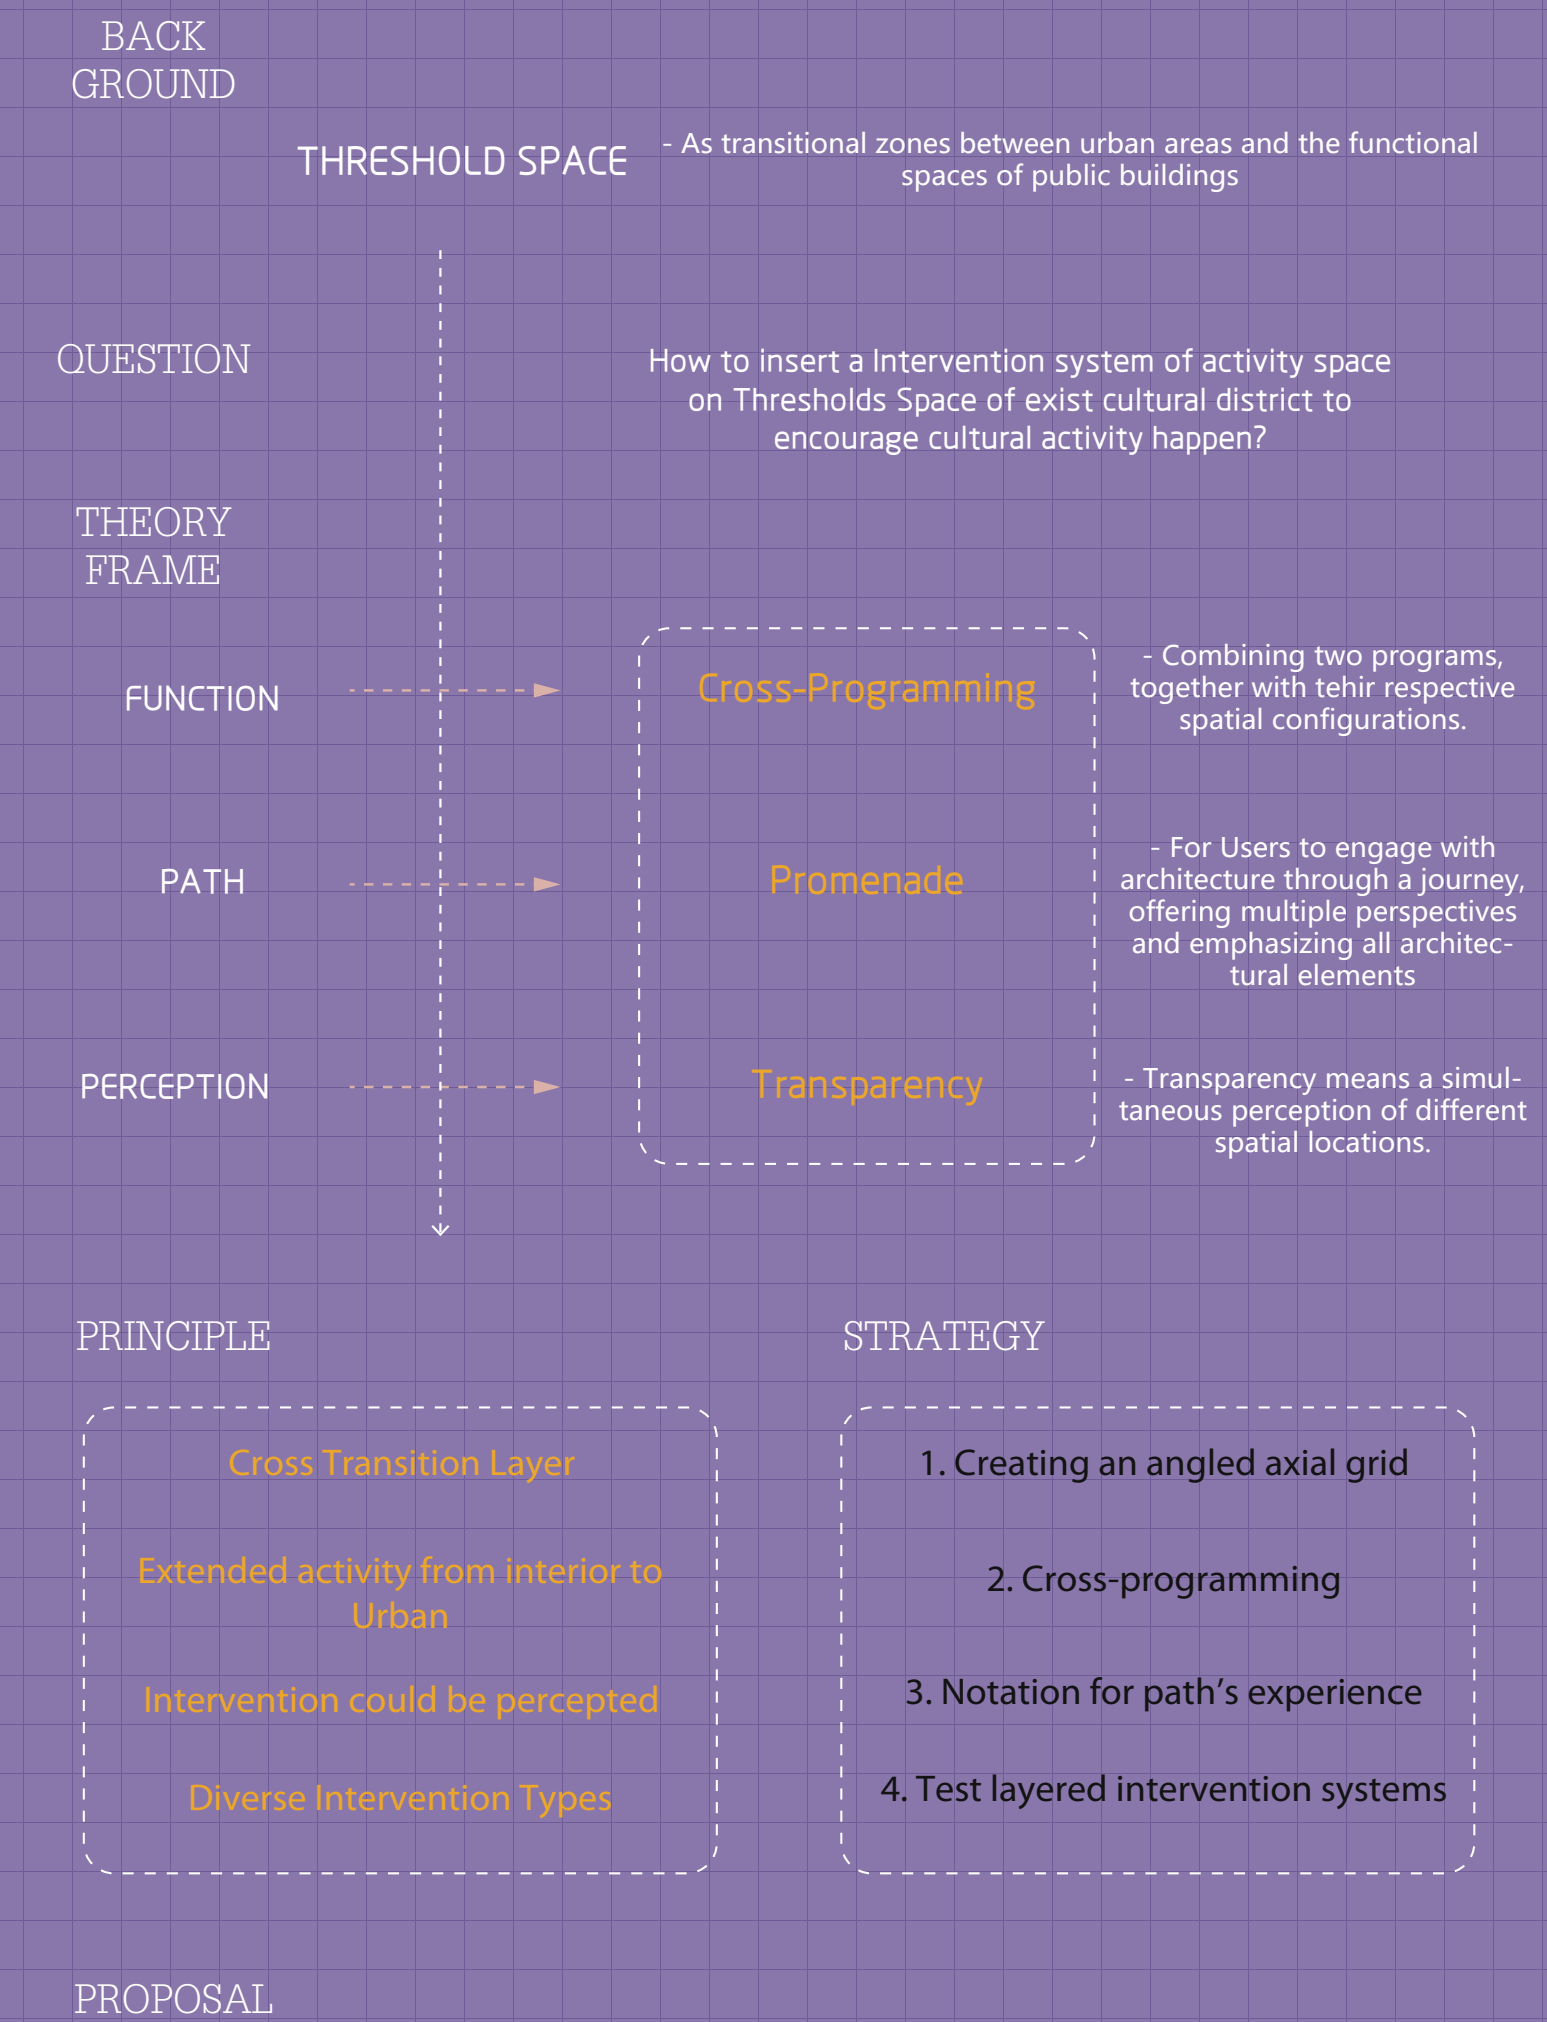 BACK
GROUND
THRESHOLD SPACE
- As transitional zones between urban areas and the functional
spaces of public buildings
QUESTION
How to insert a Intervention system of activity space
on Thresholds Space of exist cultural district to
encourage cultural activity happen?
THEORY
FRAME
FUNCTION
Cross-Programming
- Combining two programs,
together with tehir respective
spatial configurations.
PATH
Promenade
- For Users to engage with
architecture through a journey,
offering multiple perspectives
and emphasizing all architec-
tural elements
PERCEPTION
Transparency
- Transparency means a simul-
taneous perception of different
spatial locations.
PRINCIPLE
Cross Transition Layer
Extended activity from interior to
Urban
Intervention could be percepted
Diverse Intervention Types
STRATEGY
1. Creating an angled axial grid
2. Cross-programming
3. Notation for path’s experience
4. Test layered intervention systems
PROPOSAL